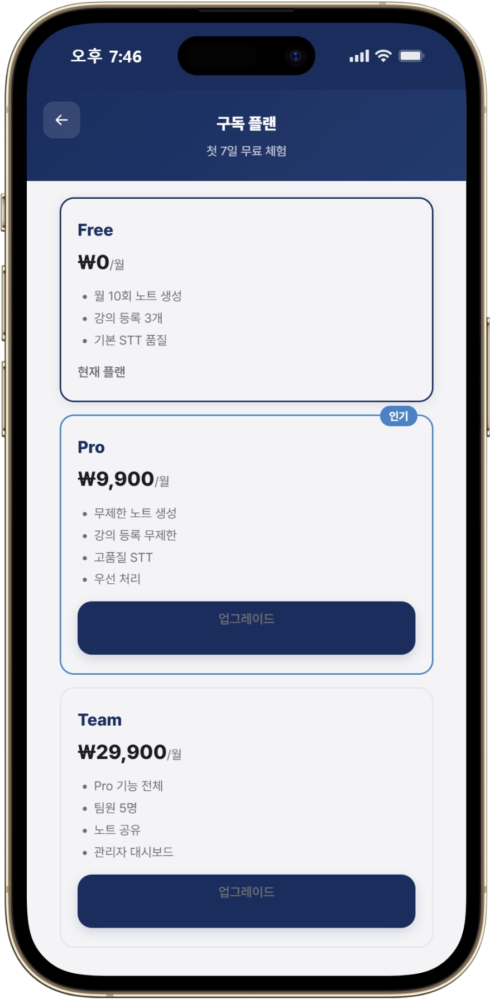 오후 7:46
구독 플랜
첫 7일 무료 체험
Free
₩0/월
• 월 10회 노트 생성
• 강의 등록 3개
• 기본 STT 품질
현재 플랜
인기
Pro
₩9,900/월
• 무제한 노트 생성
• 강의 등록 무제한
• 고품질 STT
• 우선 처리
업그레이드
Team
₩29,900/월
• Pro 기능 전체
• 팀원 5명
• 노트 공유
• 관리자 대시보드
업그레이드